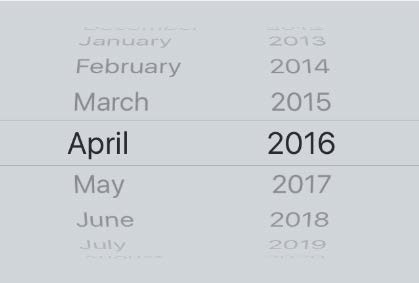 January 2013
February 2014
March 2015
April 2016
May 2017
June 2018
July 2019